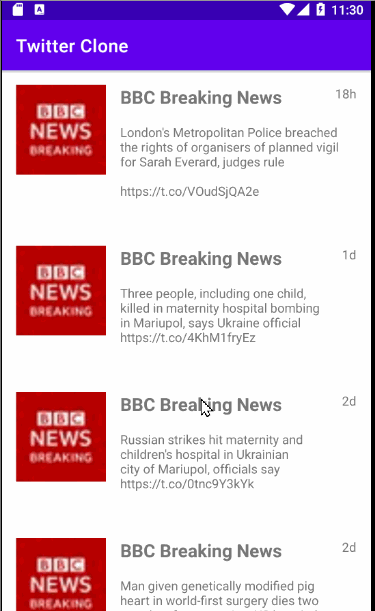 11:30
Twitter Clone
BBC NEWS BREAKING
BBC Breaking News 18h
London's Metropolitan Police breached
the rights of organisers of planned vigil
for Sarah Everard, judges rule
https://t.co/VOudSjQA2e
BBC NEWS BREAKING
BBC Breaking News 1d
Three people, including one child,
killed in maternity hospital bombing
in Mariupol, says Ukraine official
https://t.co/4KhM1fryEz
BBC NEWS BREAKING
BBC Breaking News 2d
Russian strikes hit maternity and
children's hospital in Ukrainian
city of Mariupol, officials say
https://t.co/0tnc9Y3kYk
BBC NEWS BREAKING
BBC Breaking News 2d
Man given genetically modified pig
heart in world-first surgery dies two